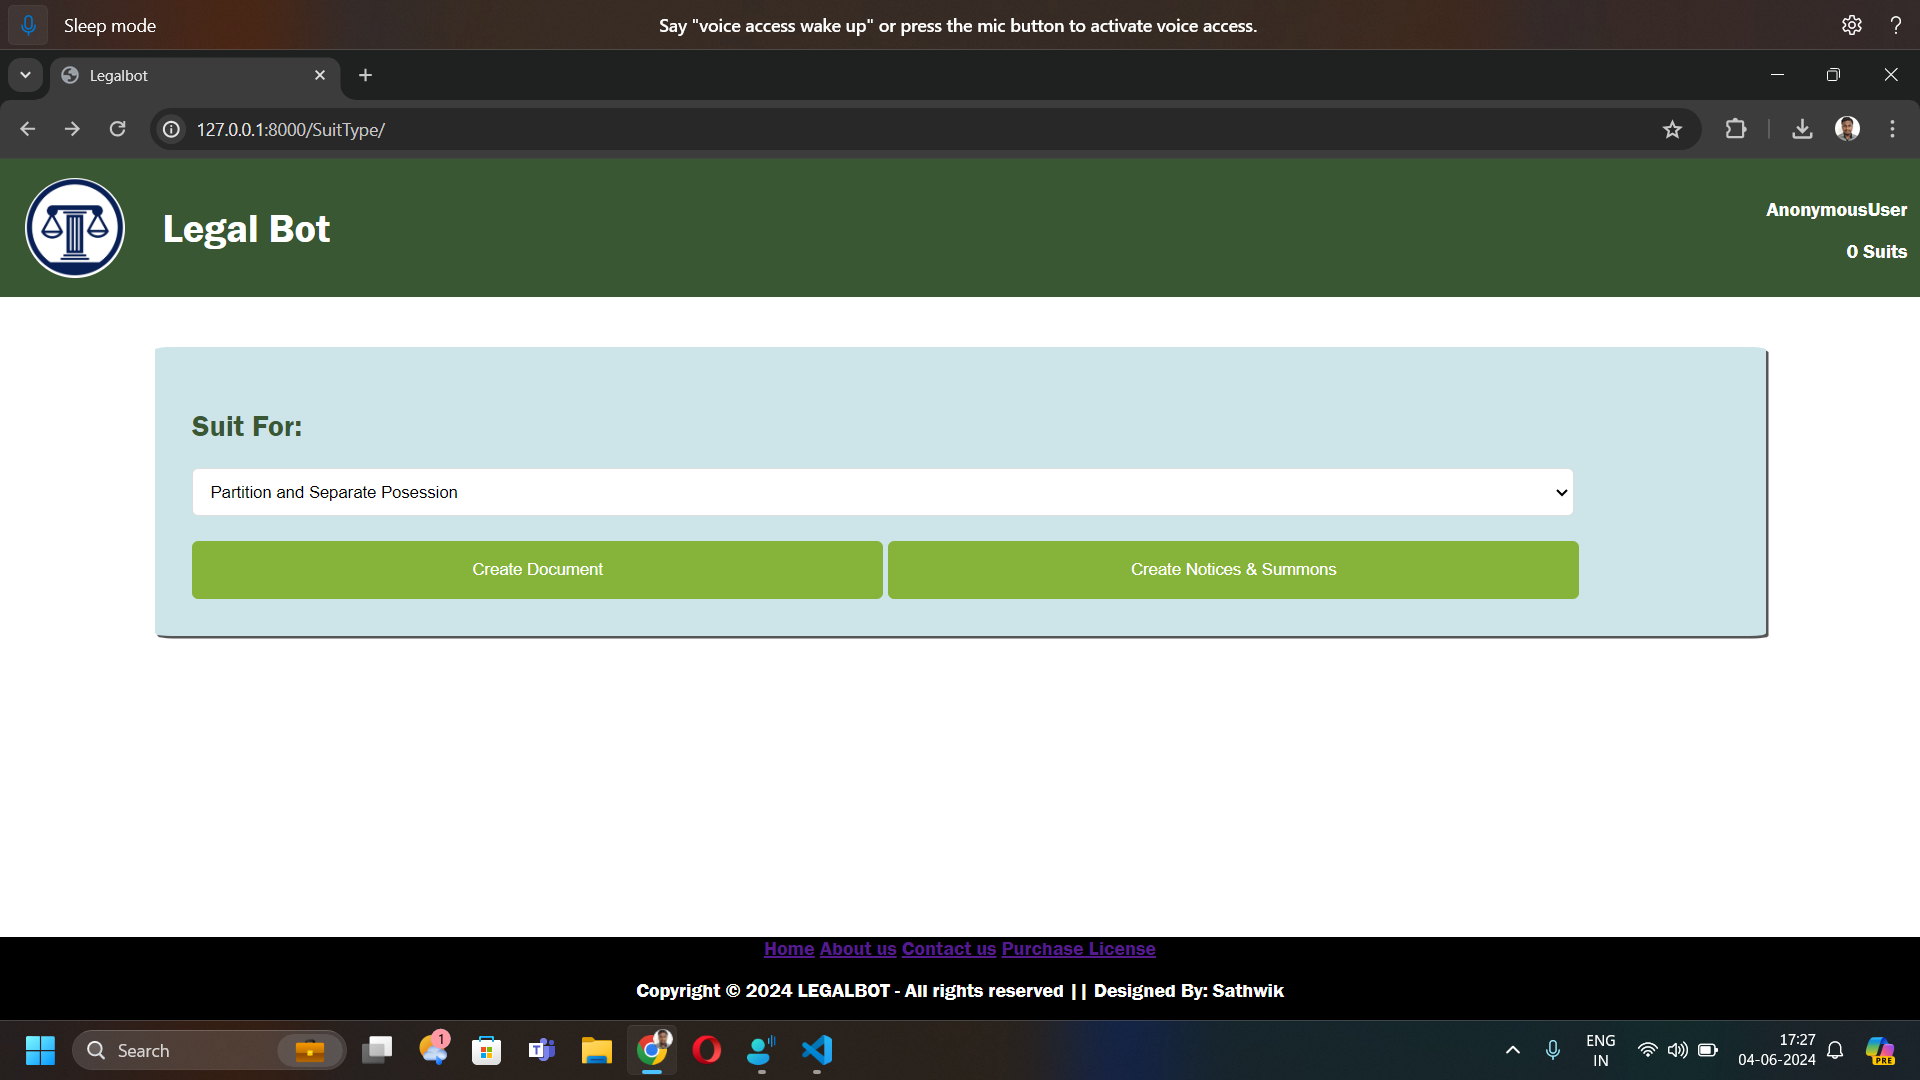 Sleep mode
Say "voice access wake up" or press the mic button to activate voice access.
Legalbot
127.0.0.1:8000/SuitType/
Legal Bot
AnonymousUser
0 Suits
Suit For:
Partition and Separate Posession
Create Document
Create Notices & Summons
Home About us Contact us Purchase License
Copyright © 2024 LEGALBOT - All rights reserved || Designed By: Sathwik
Search
1
ENG
IN
17:27
04-06-2024
PRE